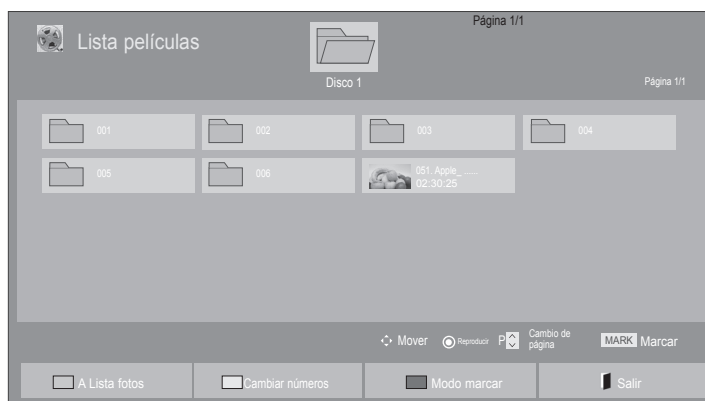 Página 1/1
Lista películas
Disco 1
Página 1/1
001
002
003
004
005
006
051. Apple_ ......
02:30:25
Mover
Reproducir
P
Cambio de
página
MARK Marcar
A Lista fotos
Cambiar números
Modo marcar
Salir